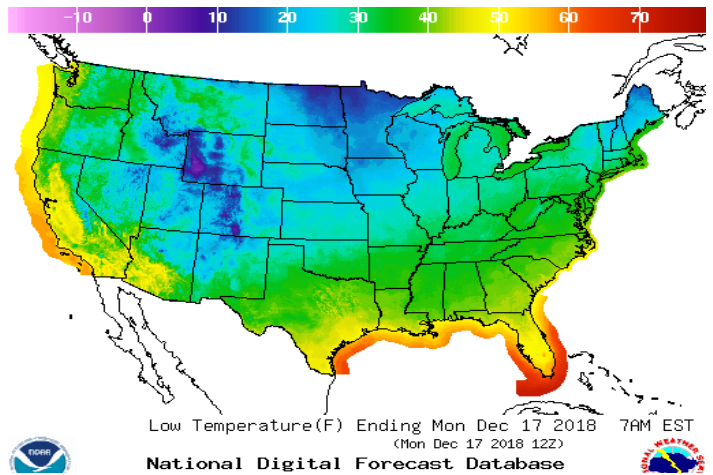 -10 0 10 20 30 40 50 60 70
Low Temperature(F) Ending Mon Dec 17 2018 7AM EST
(Mon Dec 17 2018 12Z)
National Digital Forecast Database
noaa